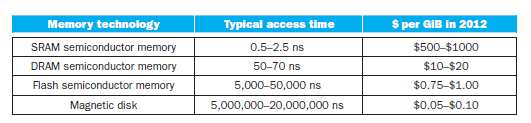 Memory technology Typical access time $ per GiB in 2012
SRAM semiconductor memory 0.5–2.5 ns $500–$1000
DRAM semiconductor memory 50–70 ns $10–$20
Flash semiconductor memory 5,000–50,000 ns $0.75–$1.00
Magnetic disk 5,000,000–20,000,000 ns $0.05–$0.10